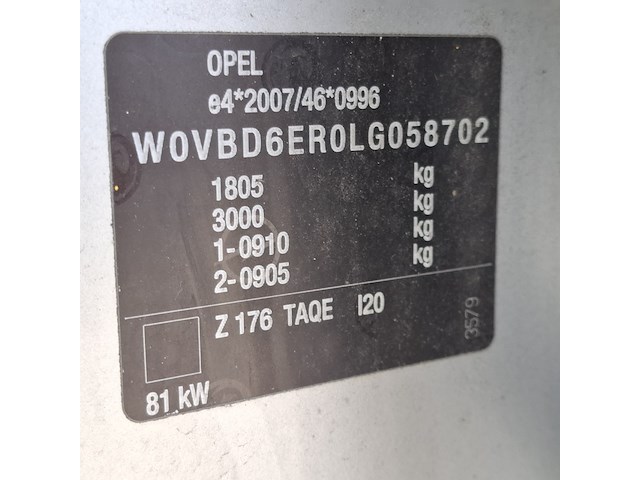 OPEL
e4*2007/46*0996
W0VBD6ER0LG058702
1805 kg
3000 kg
1-0910 kg
2-0905 kg
Z 176 TAQE I20
3579
81 kW